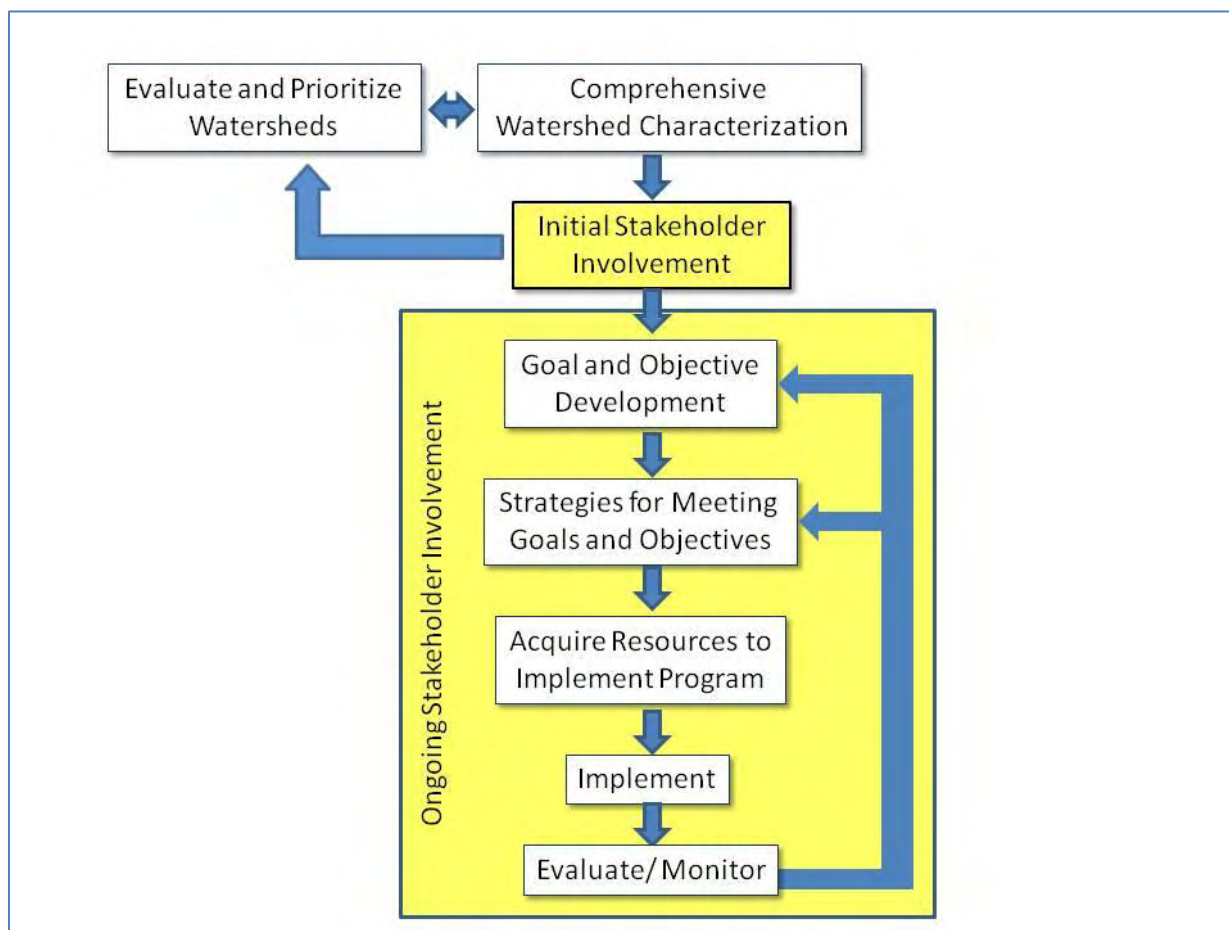 Evaluate and Prioritize
Watersheds
Comprehensive
Watershed Characterization
Initial Stakeholder
Involvement
Ongoing Stakeholder Involvement
Goal and Objective
Development
Strategies for Meeting
Goals and Objectives
Acquire Resources to
Implement Program
Implement
Evaluate/ Monitor